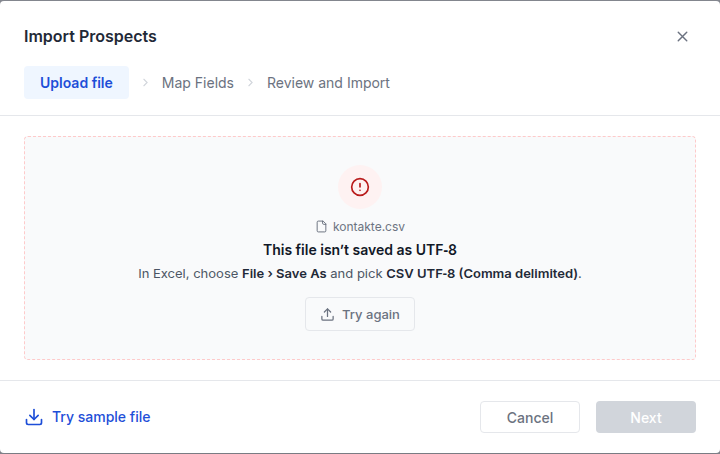 Import Prospects
Upload file
Map Fields
Review and Import
kontakte.csv
This file isn’t saved as UTF-8
In Excel, choose File › Save As and pick CSV UTF-8 (Comma delimited).
Try again
Try sample file
Cancel
Next